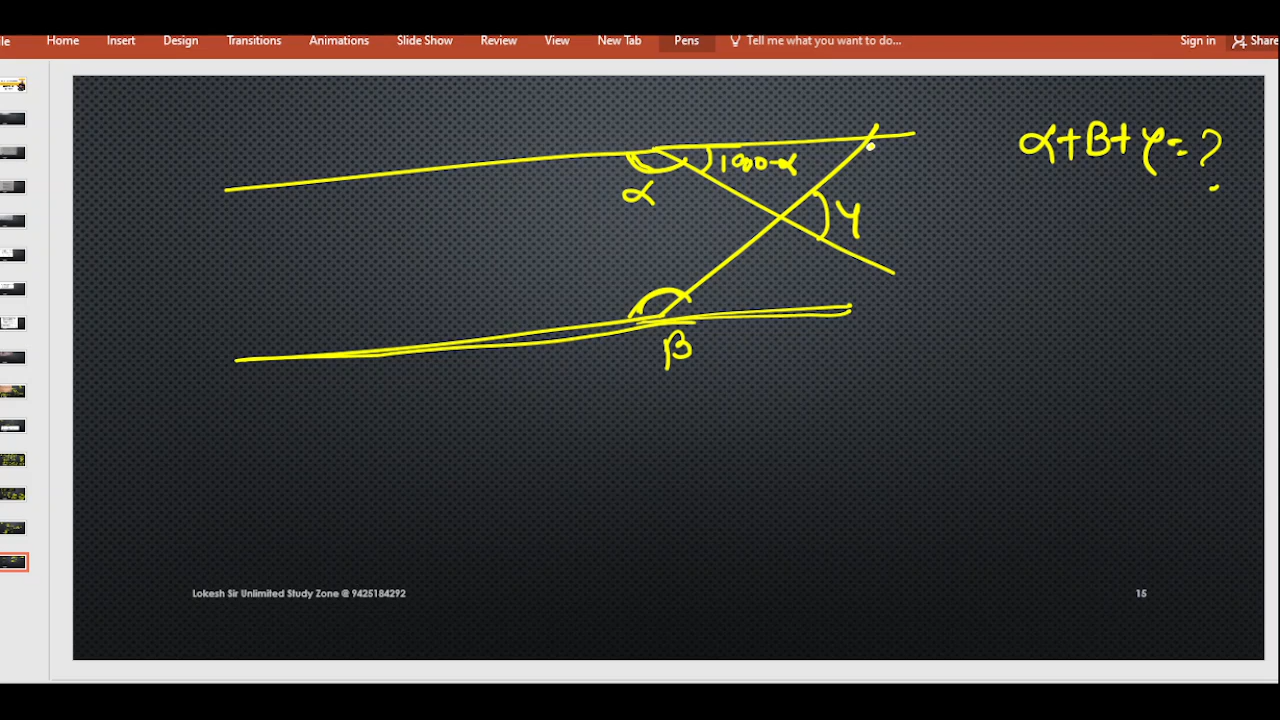 Home Insert Design Transitions Animations Slide Show Review View New Tab Pens Tell me what you want to do... Sign in Share
α+β+γ=?
α
γ
β
Lokesh Sir Unlimited Study Zone @ 9425184292
15